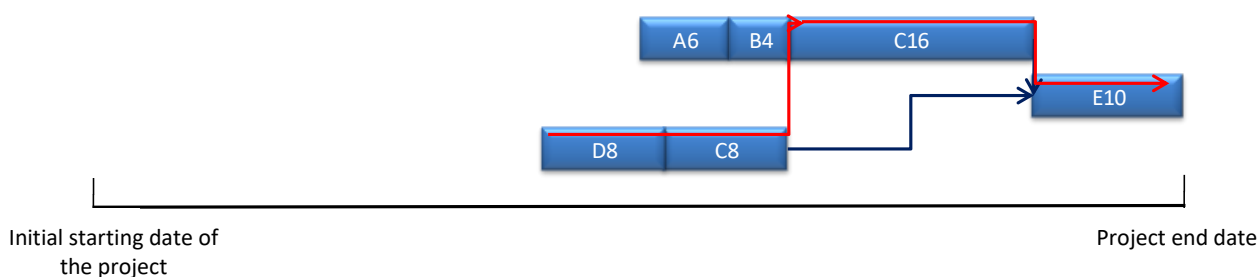 A6
B4
C16
E10
D8
C8
Initial starting date of
the project
Project end date